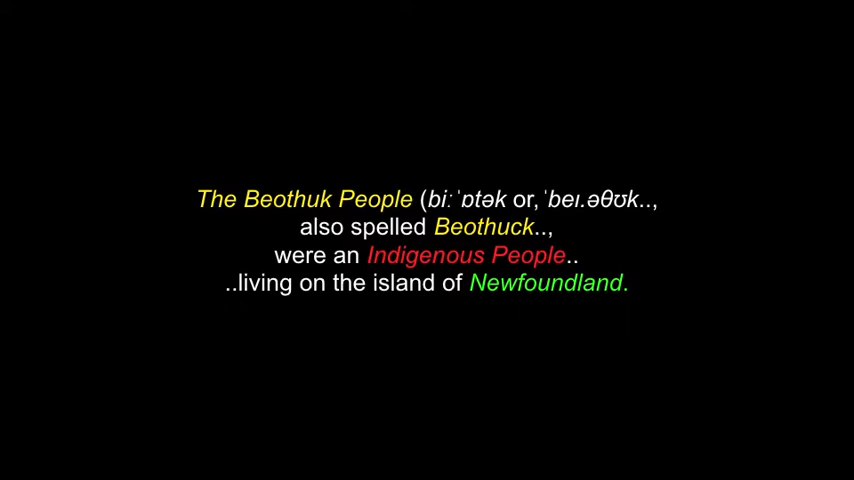 The Beothuk People (biːˈɒtək or,ˈbeɪ.əθʊk..,
also spelled Beothuck..,
were an Indigenous People..
..living on the island of Newfoundland.